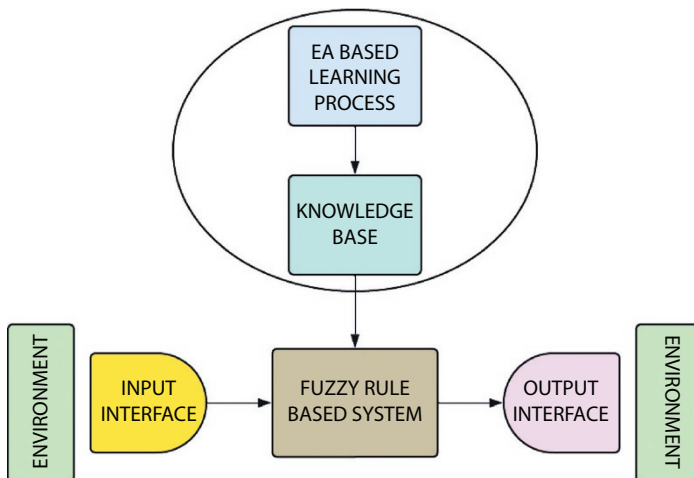 EA BASED
LEARNING
PROCESS
KNOWLEDGE
BASE
ENVIRONMENT
INPUT
INTERFACE
FUZZY RULE
BASED SYSTEM
OUTPUT
INTERFACE
ENVIRONMENT